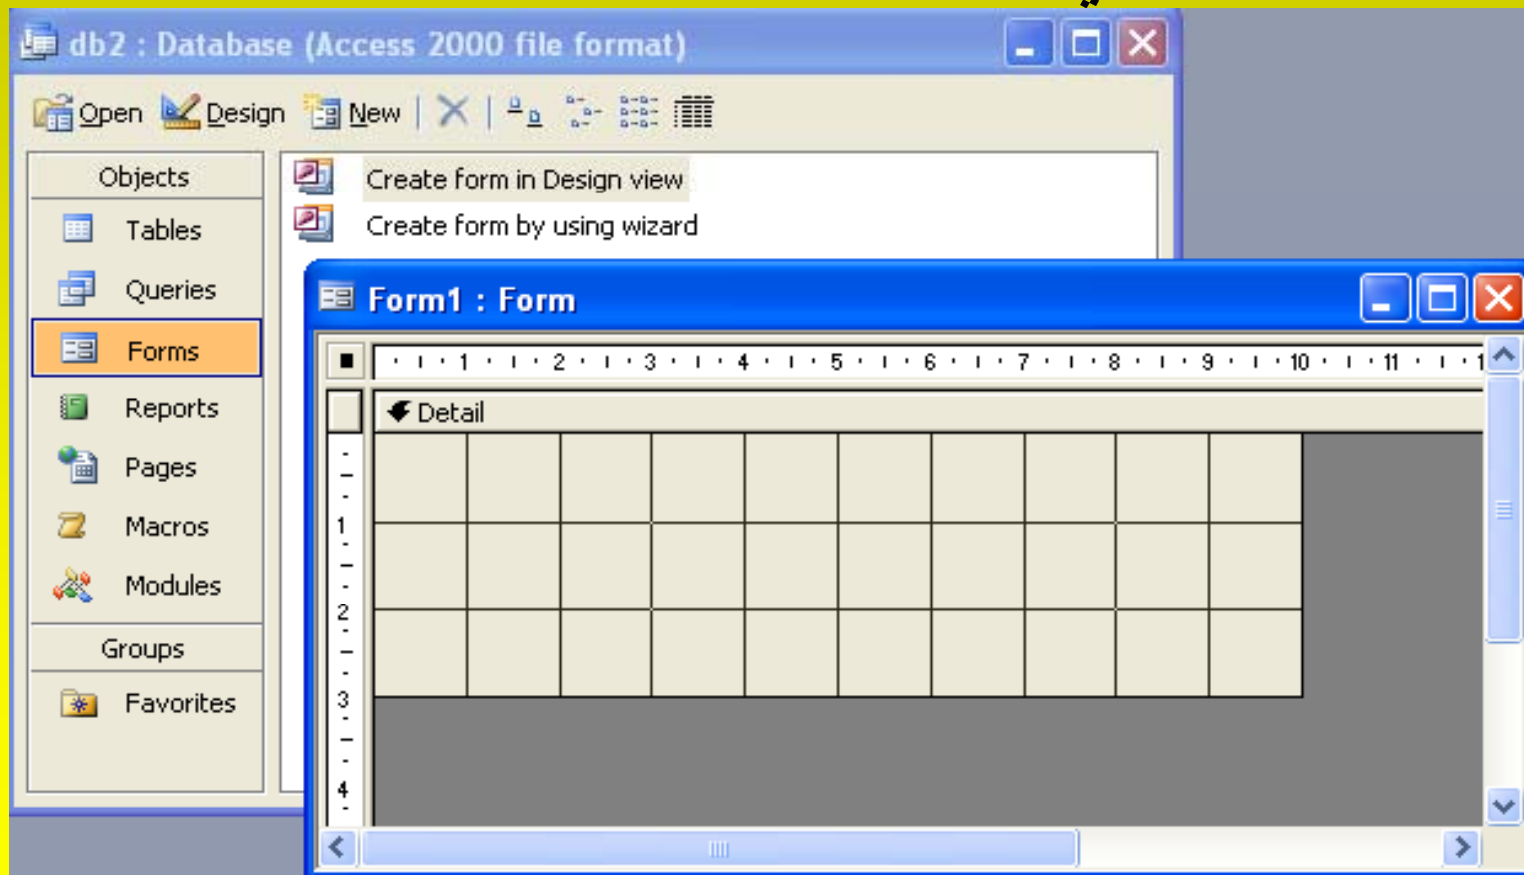 db2 : Database (Access 2000 file format)
Open Design New
Objects
Tables
Queries
Forms
Reports
Pages
Macros
Modules
Groups
Favorites
Create form in Design view
Create form by using wizard
Form1 : Form
1 2 3 4 5 6 7 8 9 10 11 1
Detail
1
2
3
4